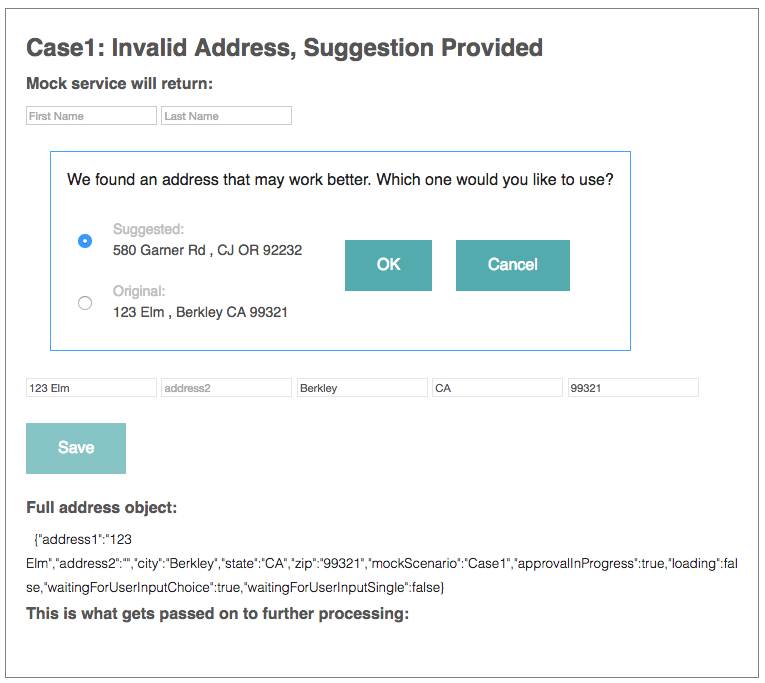 Case1: Invalid Address, Suggestion Provided
Mock service will return:
First Name Last Name
We found an address that may work better. Which one would you like to use?
Suggested:
580 Garner Rd , CJ OR 92232
OK Cancel
Original:
123 Elm , Berkley CA 99321
123 Elm address2 Berkley CA 99321
Save
Full address object:
{"address1":"123
Elm","address2":"","city":"Berkley","state":"CA","zip":"99321","mockScenario":"Case1","approvalInProgress":true,"loading":fal
se,"waitingForUserInputChoice":true,"waitingForUserInputSingle":false}
This is what gets passed on to further processing: